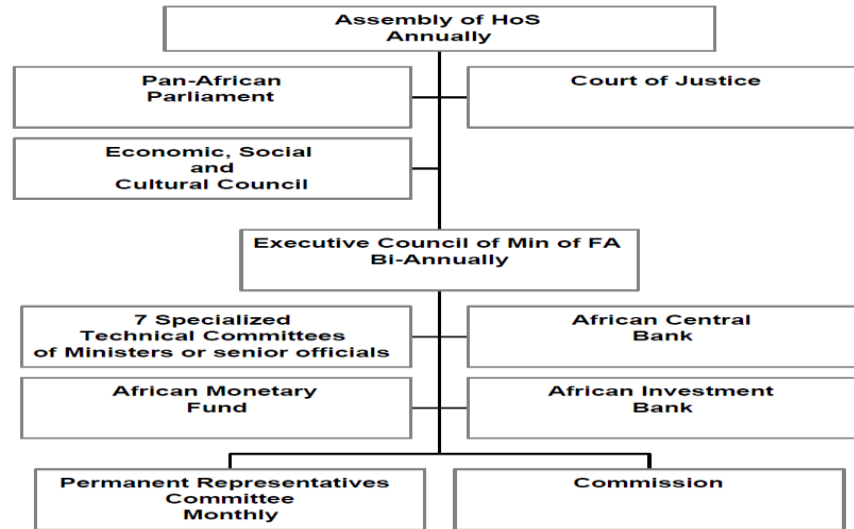 Assembly of HoS
Annually
Pan-African
Parliament
Court of Justice
Economic, Social
and
Cultural Council
Executive Council of Min of FA
Bi-Annually
7 Specialized
Technical Committees
of Ministers or senior officials
African Central
Bank
African Monetary
Fund
African Investment
Bank
Permanent Representatives
Committee
Monthly
Commission